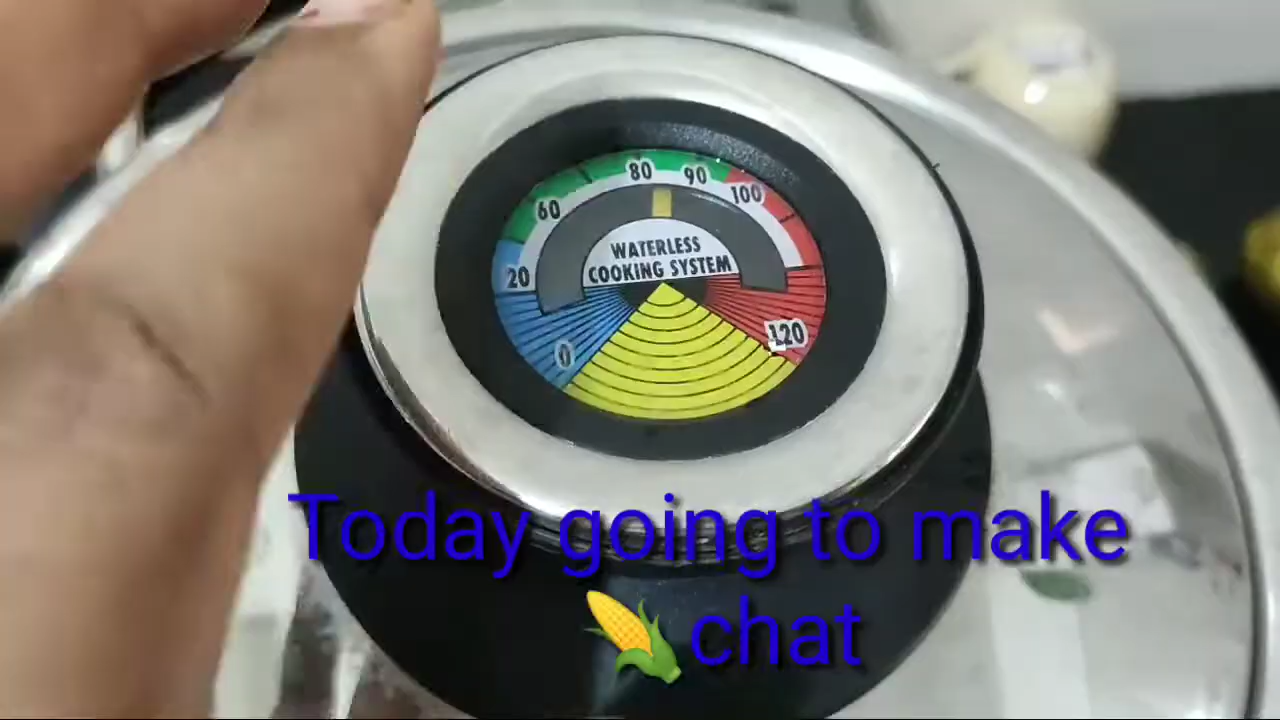 80
90
60
100
WATERLESS
20
COOKING SYSTEM
120
0
Today going to make
🌽chat